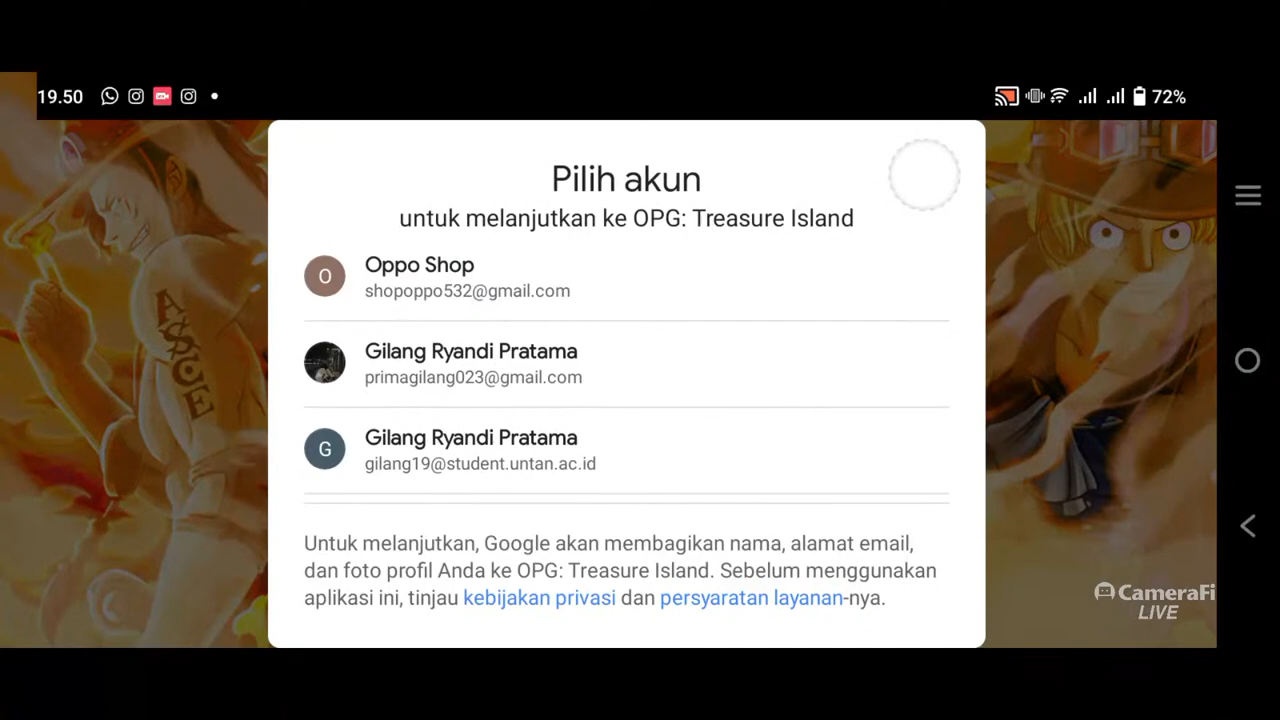 19.50
72%
Pilih akun
untuk melanjutkan ke OPG: Treasure Island
O
Oppo Shop
shopoppo532@gmail.com
Gilang Ryandi Pratama
primagilang023@gmail.com
G
Gilang Ryandi Pratama
gilang19@student.untan.ac.id
Untuk melanjutkan, Google akan membagikan nama, alamat email,
dan foto profil Anda ke OPG: Treasure Island. Sebelum menggunakan
aplikasi ini, tinjau kebijakan privasi dan persyaratan layanan-nya.
ASCE
CameraFi
LIVE